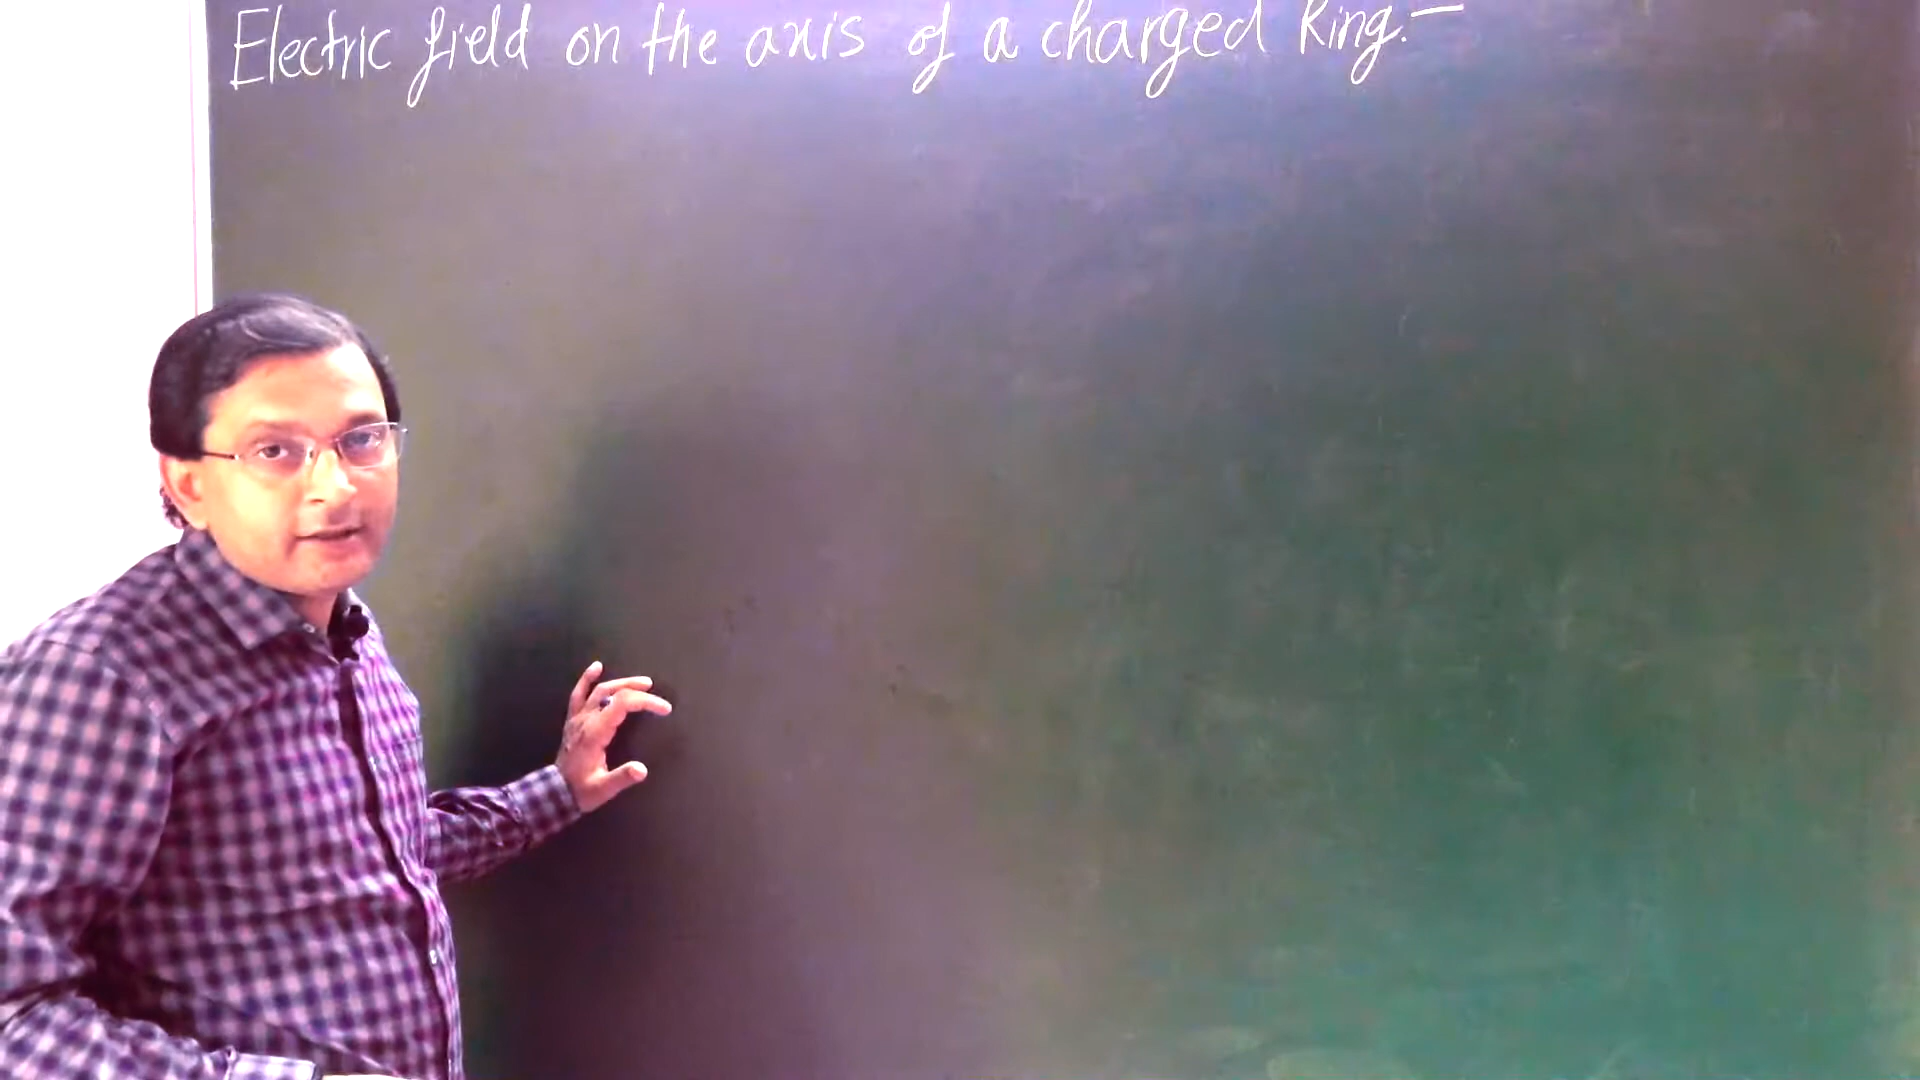 Electric field on the axis of a charged Ring:-